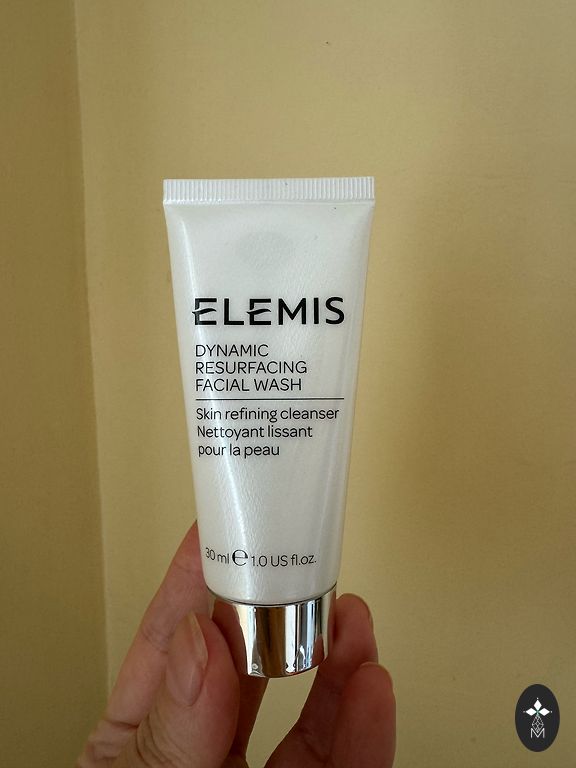 ELEMIS
DYNAMIC
RESURFACING
FACIAL WASH
Skin refining cleanser
Nettoyant lissant
pour la peau
30 ml ℮ 1.0 US fl.oz.
M